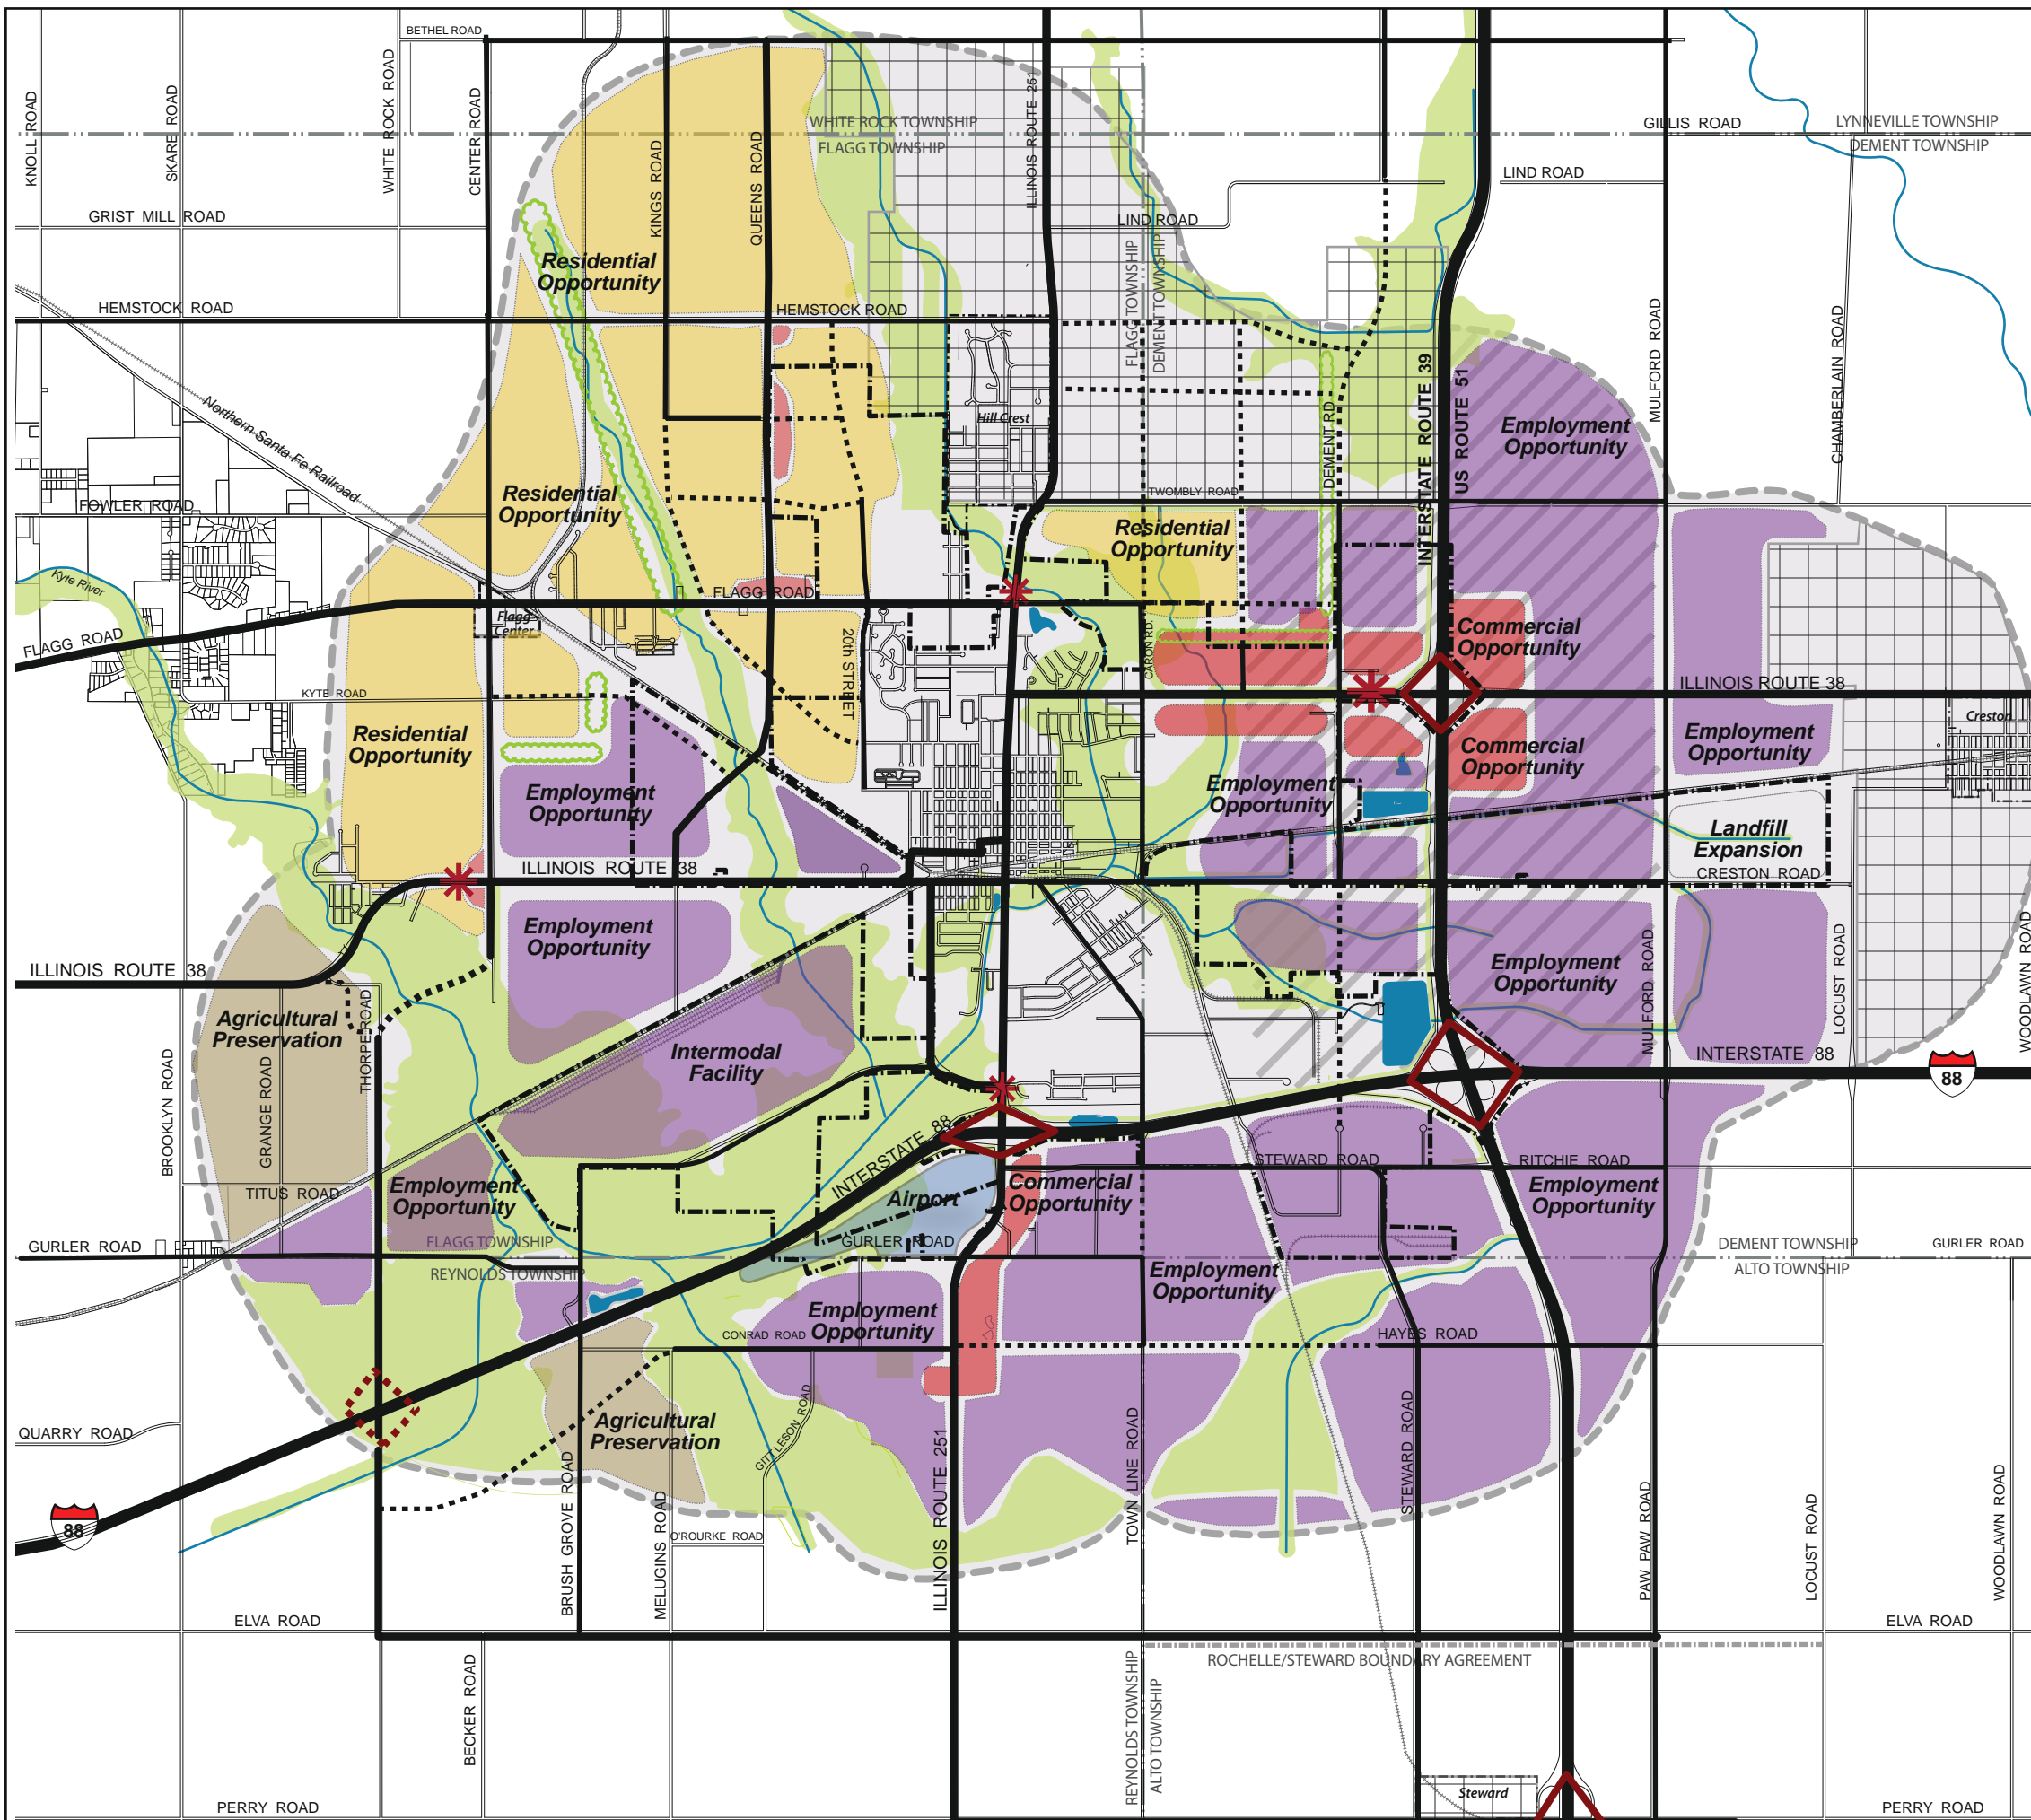 BETHEL ROAD
KNOLL ROAD
SKARE ROAD
WHITE ROCK ROAD
CENTER ROAD
KINGS ROAD
QUEENS ROAD
ILLINOIS ROUTE 251
WHITE ROCK TOWNSHIP
FLAGG TOWNSHIP
GILLIS ROAD
LYNNEVILLE TOWNSHIP
DEMENT TOWNSHIP
LIND ROAD
GRIST MILL ROAD
LIND ROAD
FLAGG TOWNSHIP
DEMENT TOWNSHIP
Residential
Opportunity
HEMSTOCK ROAD
HEMSTOCK ROAD
MULFORD ROAD
CHAMBERLAIN ROAD
INTERSTATE ROUTE 39
US ROUTE 51
Northern Santa Fe Railroad
Hill Crest
DEMENT RD
Employment
Opportunity
FOWLER ROAD
Residential
Opportunity
TWOMBLY ROAD
Residential
Opportunity
Kyte River
FLAGG ROAD
FLAGG ROAD
Flagg
Center
20th STREET
CARON RD.
Commercial
Opportunity
KYTE ROAD
ILLINOIS ROUTE 38
Creston
Residential
Opportunity
Employment
Opportunity
Commercial
Opportunity
Employment
Opportunity
Employment
Opportunity
Landfill
Expansion
ILLINOIS ROUTE 38
CRESTON ROAD
Employment
Opportunity
ILLINOIS ROUTE 38
Employment
Opportunity
MULFORD ROAD
LOCUST ROAD
WOODLAWN ROAD
Agricultural
Preservation
THORPE ROAD
GRANGE ROAD
BROOKLYN ROAD
Intermodal
Facility
INTERSTATE 88
88
INTERSTATE 88
STEWARD ROAD
RITCHIE ROAD
TITUS ROAD
Employment
Opportunity
Airport
Commercial
Opportunity
Employment
Opportunity
GURLER ROAD
FLAGG TOWNSHIP
REYNOLDS TOWNSHIP
GURLER ROAD
DEMENT TOWNSHIP
ALTO TOWNSHIP
GURLER ROAD
Employment
Opportunity
Employment
Opportunity
CONRAD ROAD
HAYES ROAD
QUARRY ROAD
Agricultural
Preservation
GITTLESON ROAD
ILLINOIS ROUTE 251
TOWN LINE ROAD
STEWARD ROAD
88
BRUSH GROVE ROAD
MELUGINS ROAD
O'ROURKE ROAD
PAW PAW ROAD
LOCUST ROAD
WOODLAWN ROAD
ELVA ROAD
ELVA ROAD
BECKER ROAD
REYNOLDS TOWNSHIP
ALTO TOWNSHIP
ROCHELLE/STEWARD BOUNDARY AGREEMENT
Steward
PERRY ROAD
PERRY ROAD